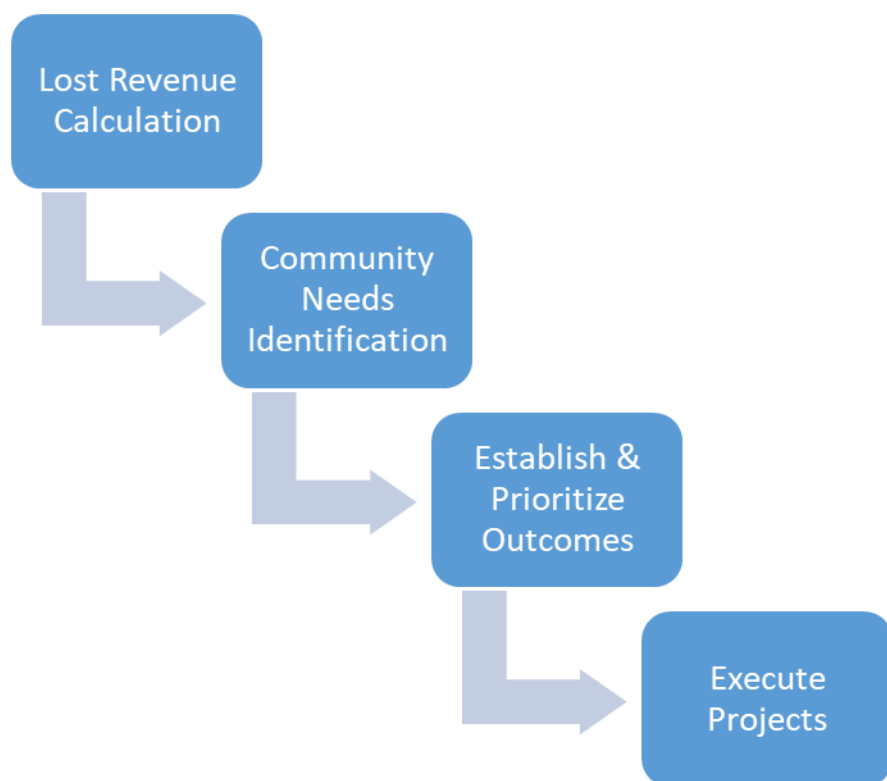 Lost Revenue
Calculation
Community
Needs
Identification
Establish &
Prioritize
Outcomes
Execute
Projects